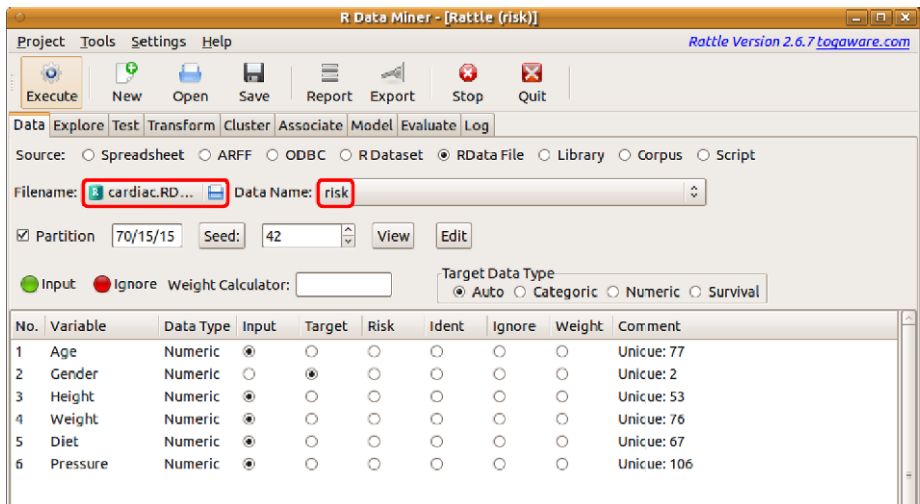 R Data Miner - [Rattle (risk)]
Project Tools Settings Help Rattle Version 2.6.7 togaware.com
Execute New Open Save Report Export Stop Quit
Data Explore Test Transform Cluster Associate Model Evaluate Log
Source: Spreadsheet ARFF ODBC R Dataset RData File Library Corpus Script
Filename: cardiac.RD... Data Name: risk
Partition 70/15/15 Seed: 42 View Edit
Target Data Type
Input Ignore Weight Calculator: Auto Categoric Numeric Survival
No. Variable Data Type Input Target Risk Ident Ignore Weight Comment
1 Age Numeric Unicue: 77
2 Gender Numeric Unicue: 2
3 Height Numeric Unicue: 53
4 Weight Numeric Unicue: 76
5 Diet Numeric Unicue: 67
6 Pressure Numeric Unicue: 106